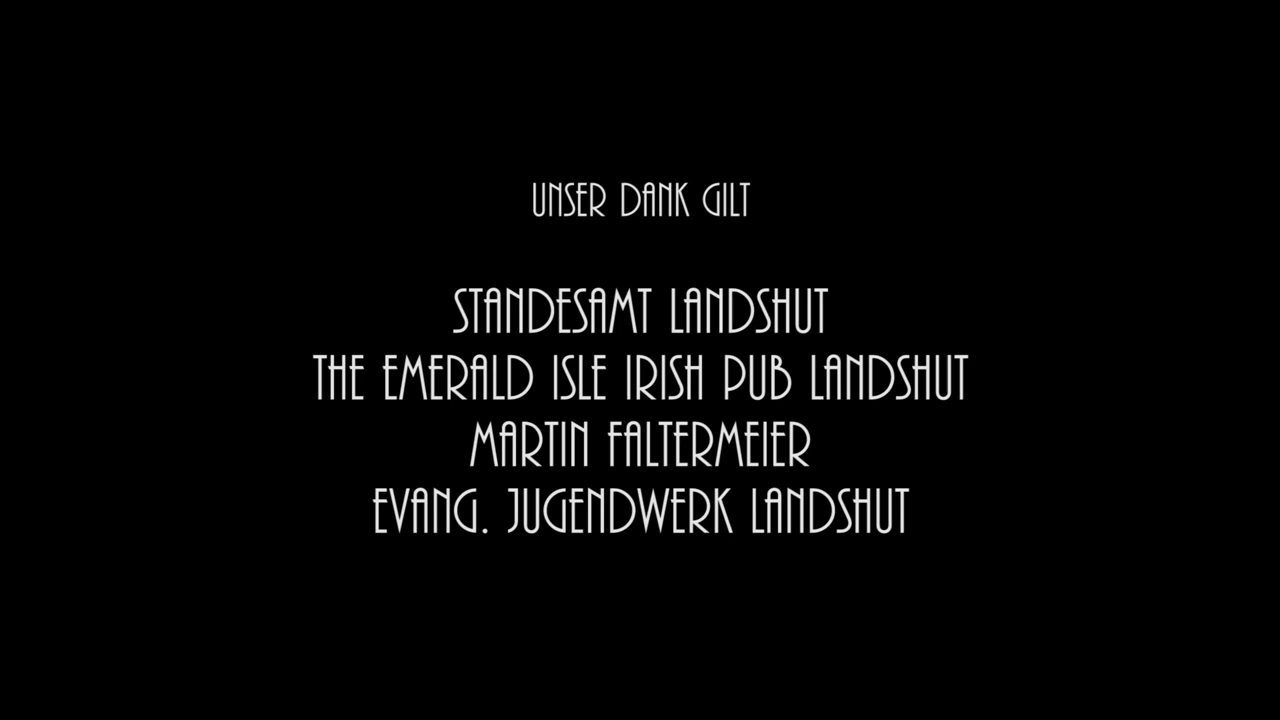 UNSER DANK GILT
STANDESAMT LANDSHUT
THE EMERALD ISLE IRISH PUB LANDSHUT
MARTIN FALTERMEIER
EVANG. JUGENDWERK LANDSHUT